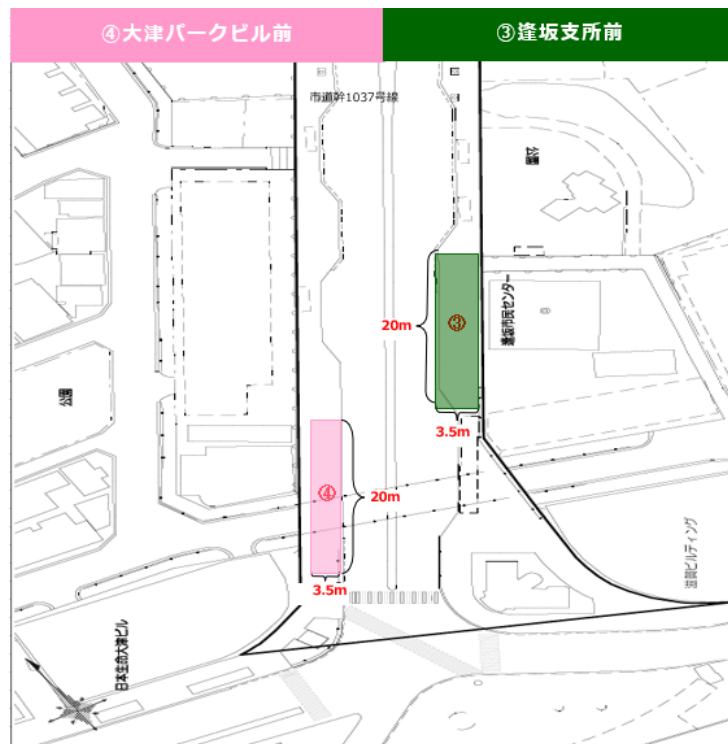 ④大津パークビル前
③逢坂支所前
市道幹1037号線
公園
20m
③
逢坂市民センター
3.5m
公園
④
20m
3.5m
滋賀ビルディング
日本生命大津ビル